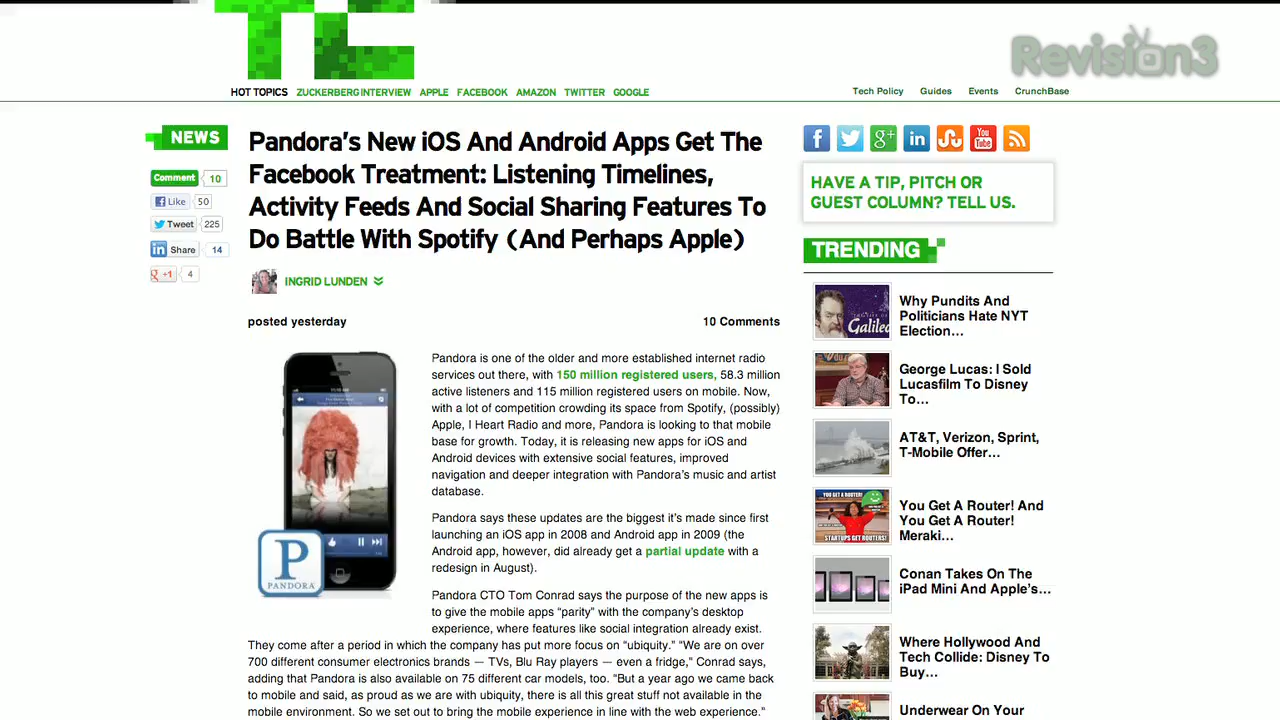 TC
Revision3
HOT TOPICS ZUCKERBERG INTERVIEW APPLE FACEBOOK AMAZON TWITTER GOOGLE
Tech Policy Guides Events CrunchBase
NEWS
Comment 10
Like 50
Tweet 225
Share 14
+1 4
Pandora's New iOS And Android Apps Get The
Facebook Treatment: Listening Timelines,
Activity Feeds And Social Sharing Features To
Do Battle With Spotify (And Perhaps Apple)
INGRID LUNDEN
posted yesterday
10 Comments
P
PANDORA
Pandora is one of the older and more established internet radio
services out there, with 150 million registered users, 58.3 million
active listeners and 115 million registered users on mobile. Now,
with a lot of competition crowding its space from Spotify, (possibly)
Apple, I Heart Radio and more, Pandora is looking to that mobile
base for growth. Today, it is releasing new apps for iOS and
Android devices with extensive social features, improved
navigation and deeper integration with Pandora's music and artist
database.
Pandora says these updates are the biggest it's made since first
launching an iOS app in 2008 and Android app in 2009 (the
Android app, however, did already get a partial update with a
redesign in August).
Pandora CTO Tom Conrad says the purpose of the new apps is
to give the mobile apps "parity" with the company's desktop
experience, where features like social integration already exist.
They come after a period in which the company has put more focus on "ubiquity." "We are on over
700 different consumer electronics brands — TVs, Blu Ray players — even a fridge," Conrad says,
adding that Pandora is also available on 75 different car models, too. "But a year ago we came back
to mobile and said, as proud as we are with ubiquity, there is all this great stuff not available in the
mobile environment. So we set out to bring the mobile experience in line with the web experience."
HAVE A TIP, PITCH OR
GUEST COLUMN? TELL US.
TRENDING
Galileo
Why Pundits And
Politicians Hate NYT
Election...
George Lucas: I Sold
Lucasfilm To Disney
To...
AT&T, Verizon, Sprint,
T-Mobile Offer...
YOU GET A ROUTER!
STARTUPS GET ROUTERS!
You Get A Router! And
You Get A Router!
Meraki...
Conan Takes On The
iPad Mini And Apple's...
Where Hollywood And
Tech Collide: Disney To
Buy...
Underwear On Your